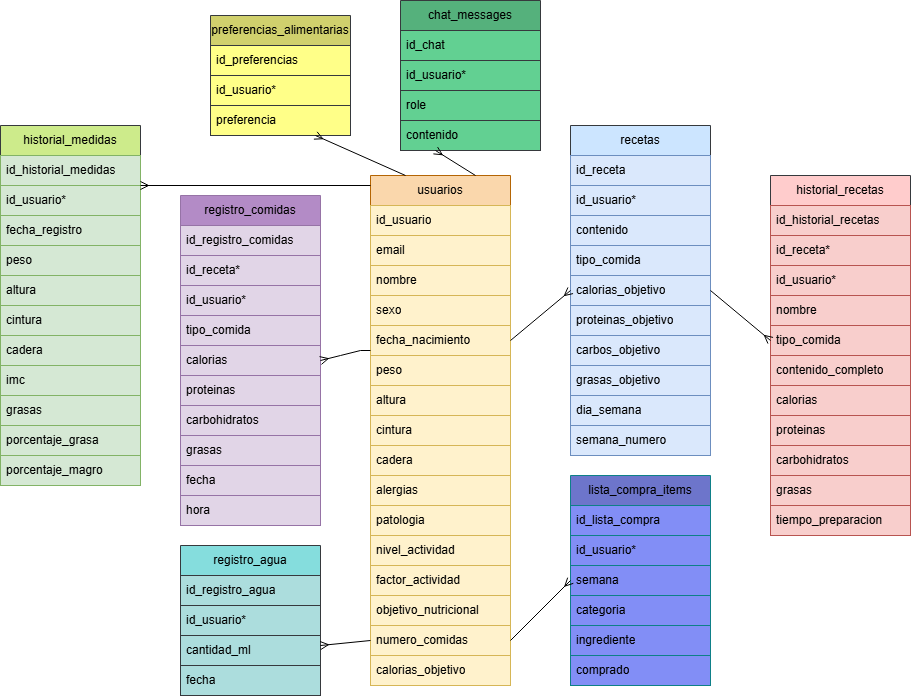 preferencias_alimentarias
id_preferencias
id_usuario*
preferencia
chat_messages
id_chat
id_usuario*
role
contenido
historial_medidas
id_historial_medidas
id_usuario*
fecha_registro
peso
altura
cintura
cadera
imc
grasas
porcentaje_grasa
porcentaje_magro
registro_comidas
id_registro_comidas
id_receta*
id_usuario*
tipo_comida
calorias
proteinas
carbohidratos
grasas
fecha
hora
registro_agua
id_registro_agua
id_usuario*
cantidad_ml
fecha
usuarios
id_usuario
email
nombre
sexo
fecha_nacimiento
peso
altura
cintura
cadera
alergias
patologia
nivel_actividad
factor_actividad
objetivo_nutricional
numero_comidas
calorias_objetivo
recetas
id_receta
id_usuario*
contenido
tipo_comida
calorias_objetivo
proteinas_objetivo
carbos_objetivo
grasas_objetivo
dia_semana
semana_numero
lista_compra_items
id_lista_compra
id_usuario*
semana
categoria
ingrediente
comprado
historial_recetas
id_historial_recetas
id_receta*
id_usuario*
nombre
tipo_comida
contenido_completo
calorias
proteinas
carbohidratos
grasas
tiempo_preparacion